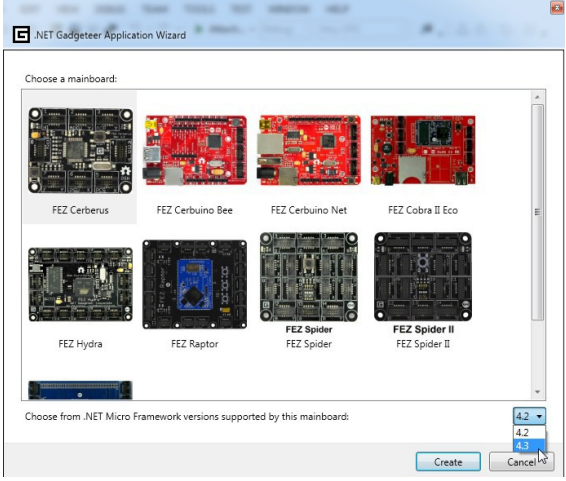 .NET Gadgeteer Application Wizard
Choose a mainboard:
FEZ Cerberus
FEZ Cerbuino Bee
FEZ Cerbuino Net
FEZ Cobra II Eco
FEZ Hydra
FEZ Raptor
FEZ Spider
FEZ Spider
FEZ Spider II
FEZ Spider II
Choose from .NET Micro Framework versions supported by this mainboard:
4.2
4.2
4.3
Create
Cancel